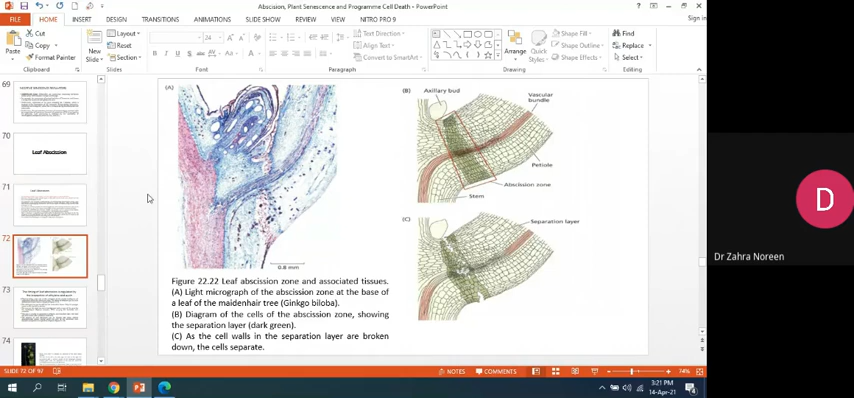 Abscission, Plant Senescence and Programme Cell Death - PowerPoint
FILE HOME INSERT DESIGN TRANSITIONS ANIMATIONS SLIDE SHOW REVIEW VIEW NITRO PRO 9
Sign in
Cut
Copy
Format Painter
Paste
Clipboard
New Slide
Layout
Reset
Section
Slides
24
Font
Text Direction
Align Text
Convert to SmartArt
Paragraph
Arrange
Quick Styles
Shape Fill
Shape Outline
Shape Effects
Drawing
Find
Replace
Select
Editing
69
70
Leaf Abscission
71
Leaf Abscission
72
73
74
(A)
0.8 mm
(B)
Axillary bud
Vascular bundle
Petiole
Abscission zone
Stem
(C)
Separation layer
Figure 22.22 Leaf abscission zone and associated tissues.
(A) Light micrograph of the abscission zone at the base of
a leaf of the maidenhair tree (Ginkgo biloba).
(B) Diagram of the cells of the abscission zone, showing
the separation layer (dark green).
(C) As the cell walls in the separation layer are broken
down, the cells separate.
D
Dr Zahra Noreen
SLIDE 72 OF 97
NOTES
COMMENTS
74%
3:21 PM
14-Apr-21